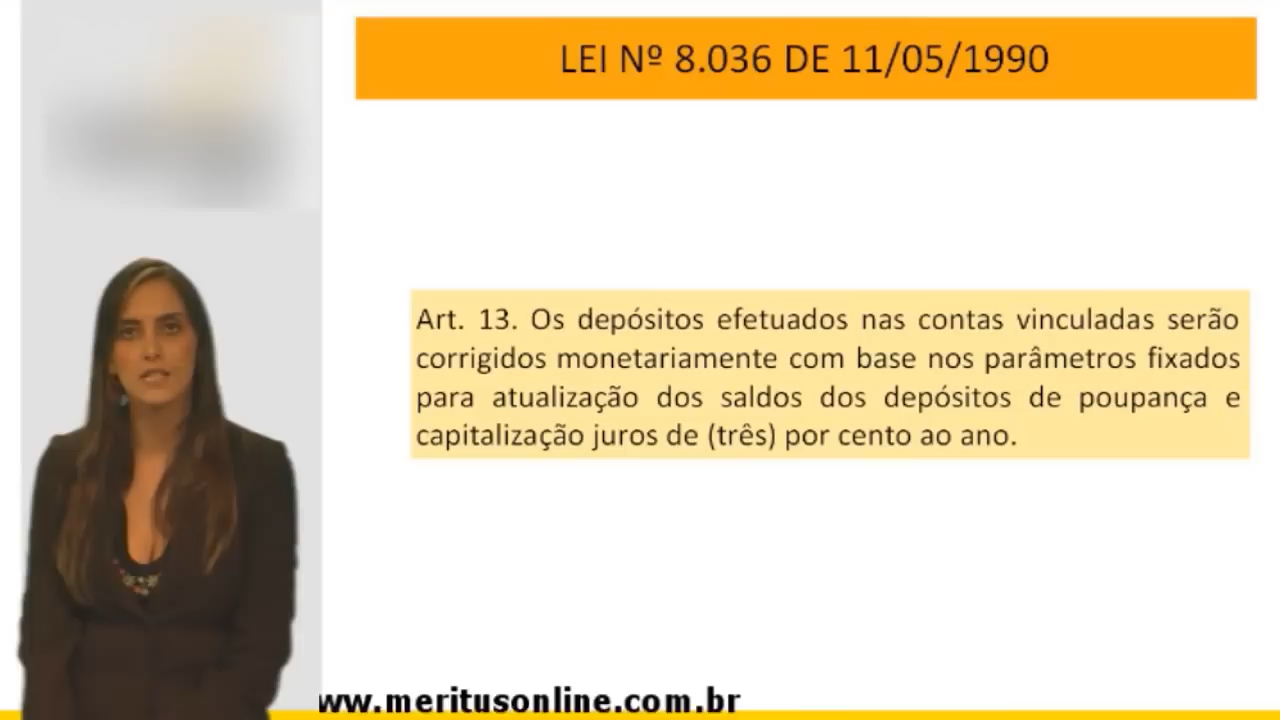 LEI Nº 8.036 DE 11/05/1990
Art. 13. Os depósitos efetuados nas contas vinculadas serão
corrigidos monetariamente com base nos parâmetros fixados
para atualização dos saldos dos depósitos de poupança e
capitalização juros de (três) por cento ao ano.
ww.meritusonline.com.br